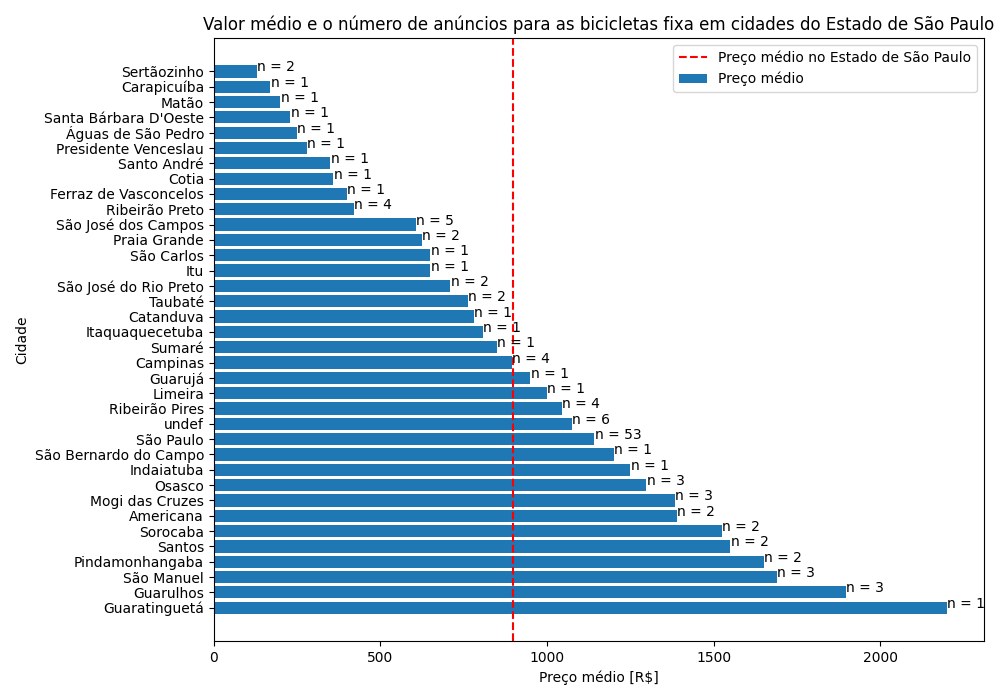 Valor médio e o número de anúncios para as bicicletas fixa em cidades do Estado de São Paulo
Preço médio no Estado de São Paulo
Preço médio
Sertãozinho n = 2
Carapicuíba n = 1
Matão n = 1
Santa Bárbara D'Oeste n = 1
Águas de São Pedro n = 1
Presidente Venceslau n = 1
Santo André n = 1
Cotia n = 1
Ferraz de Vasconcelos n = 1
Ribeirão Preto n = 4
São José dos Campos n = 5
Praia Grande n = 2
São Carlos n = 1
Itu n = 1
São José do Rio Preto n = 2
Taubaté n = 2
Catanduva n = 1
Itaquaquecetuba n = 1
Sumaré n = 1
Campinas n = 4
Guarujá n = 1
Limeira n = 1
Ribeirão Pires n = 4
undef n = 6
São Paulo n = 53
São Bernardo do Campo n = 1
Indaiatuba n = 1
Osasco n = 3
Mogi das Cruzes n = 3
Americana n = 2
Sorocaba n = 2
Santos n = 2
Pindamonhangaba n = 2
São Manuel n = 3
Guarulhos n = 3
Guaratinguetá n = 1
Cidade
0 500 1000 1500 2000
Preço médio [R$]